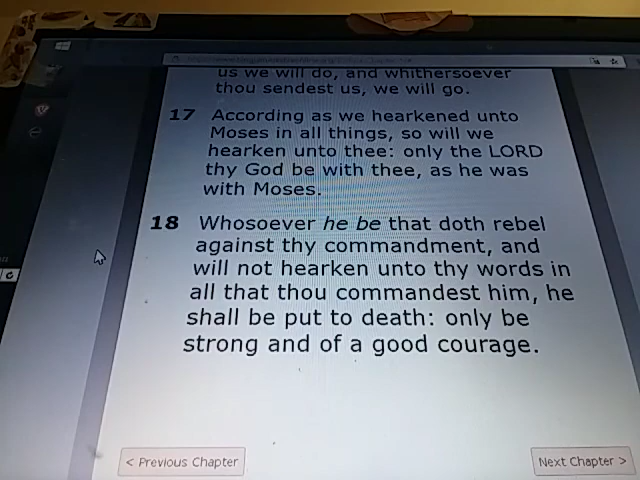 us we will do, and whithersoever
thou sendest us, we will go.
17 According as we hearkened unto
Moses in all things, so will we
hearken unto thee: only the LORD
thy God be with thee, as he was
with Moses.
18 Whosoever he be that doth rebel
against thy commandment, and
will not hearken unto thy words in
all that thou commandest him, he
shall be put to death: only be
strong and of a good courage.
< Previous Chapter
Next Chapter >